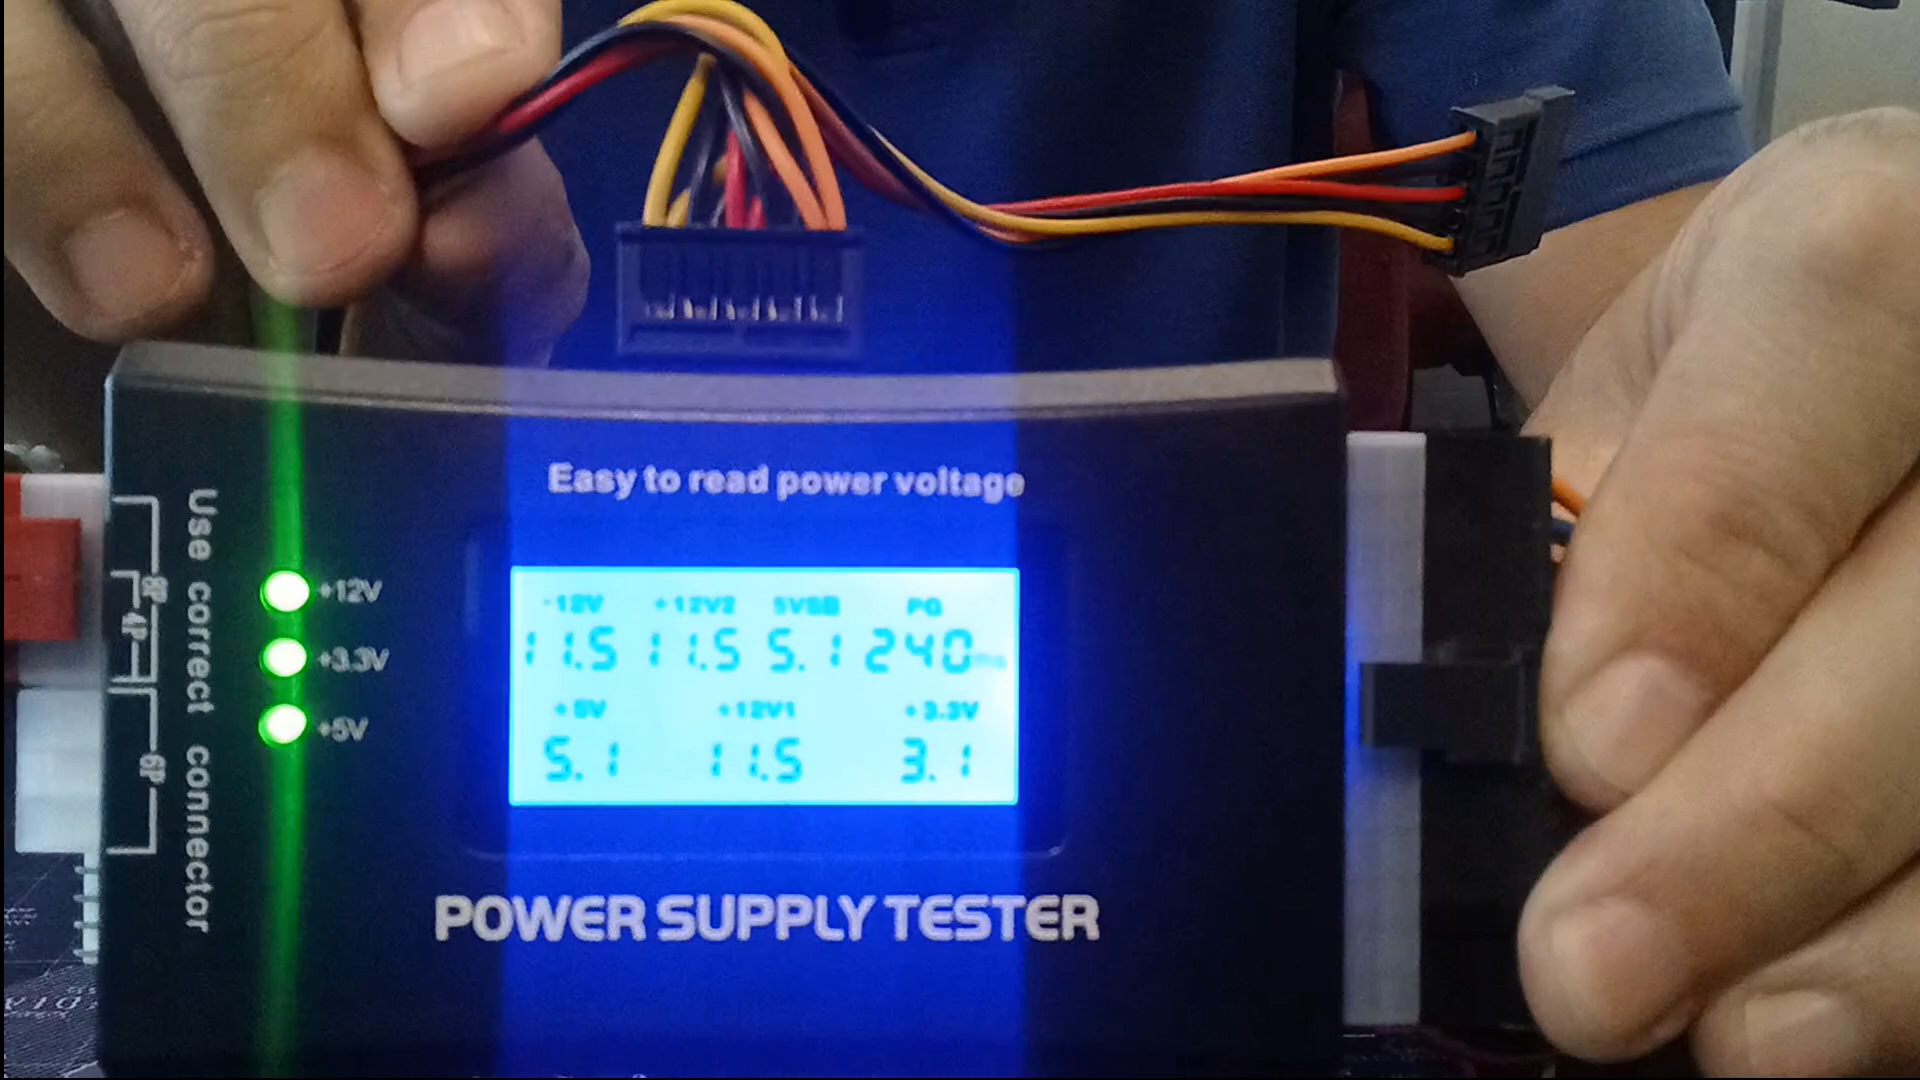 Easy to read power voltage
Use correct connector
8P
4P
6P
+12V
+3.3V
+5V
-12V +12V2 5VSB PG
11.5 11.5 5.1 240ms
+5V +12V1 +3.3V
5.1 11.5 3.1
POWER SUPPLY TESTER